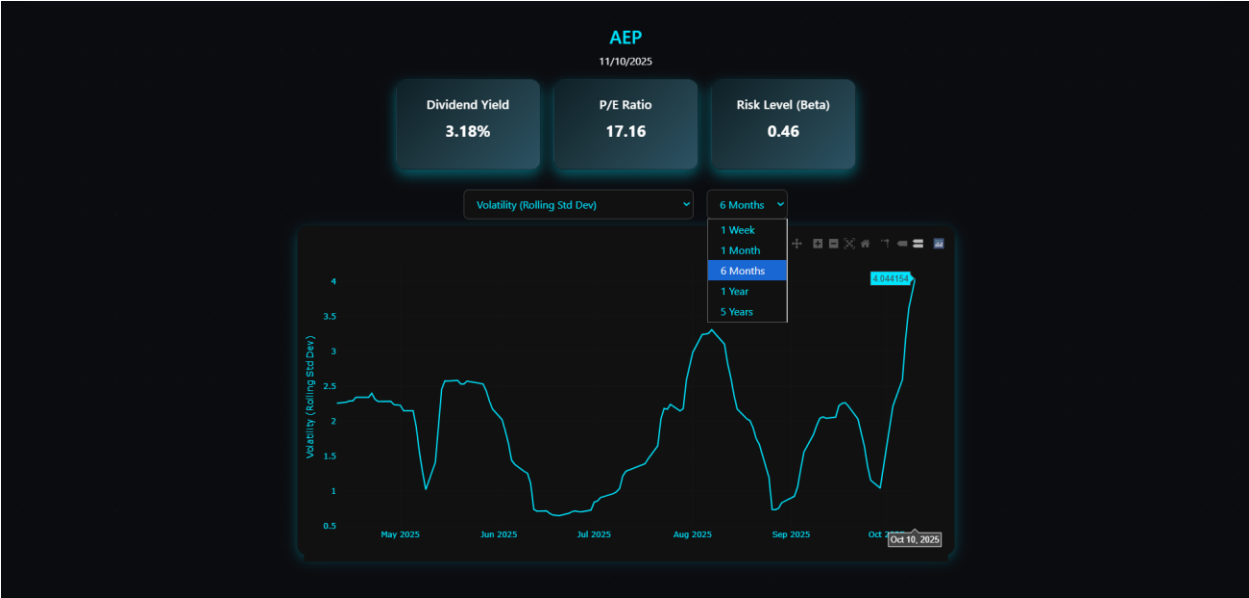 AEP
11/10/2025
Dividend Yield
3.18%
P/E Ratio
17.16
Risk Level (Beta)
0.46
Volatility (Rolling Std Dev)
6 Months
1 Week
1 Month
6 Months
1 Year
5 Years
4.044154
Volatility (Rolling Std Dev)
4
3.5
3
2.5
2
1.5
1
0.5
May 2025
Jun 2025
Jul 2025
Aug 2025
Sep 2025
Oct 2
Oct 10, 2025